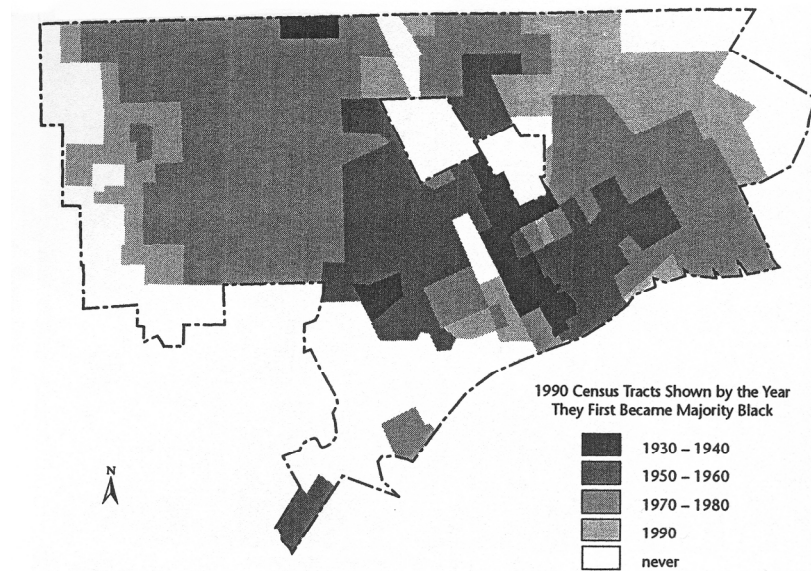 1990 Census Tracts Shown by the Year
They First Became Majority Black
1930 – 1940
1950 – 1960
1970 – 1980
1990
never
N